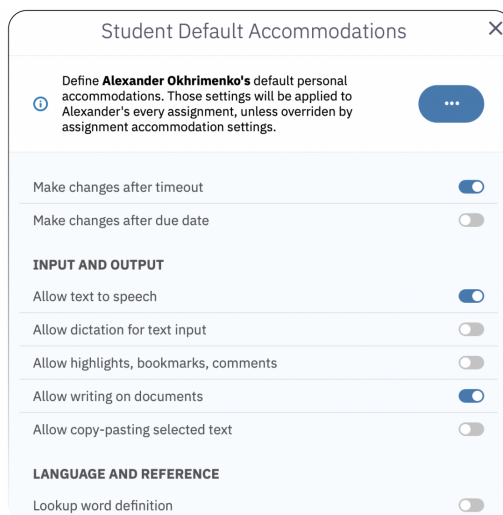 Student Default Accommodations
Define Alexander Okhrimenko's default personal
accommodations. Those settings will be applied to
Alexander's every assignment, unless overriden by
assignment accommodation settings.
Make changes after timeout
Make changes after due date
INPUT AND OUTPUT
Allow text to speech
Allow dictation for text input
Allow highlights, bookmarks, comments
Allow writing on documents
Allow copy-pasting selected text
LANGUAGE AND REFERENCE
Lookup word definition